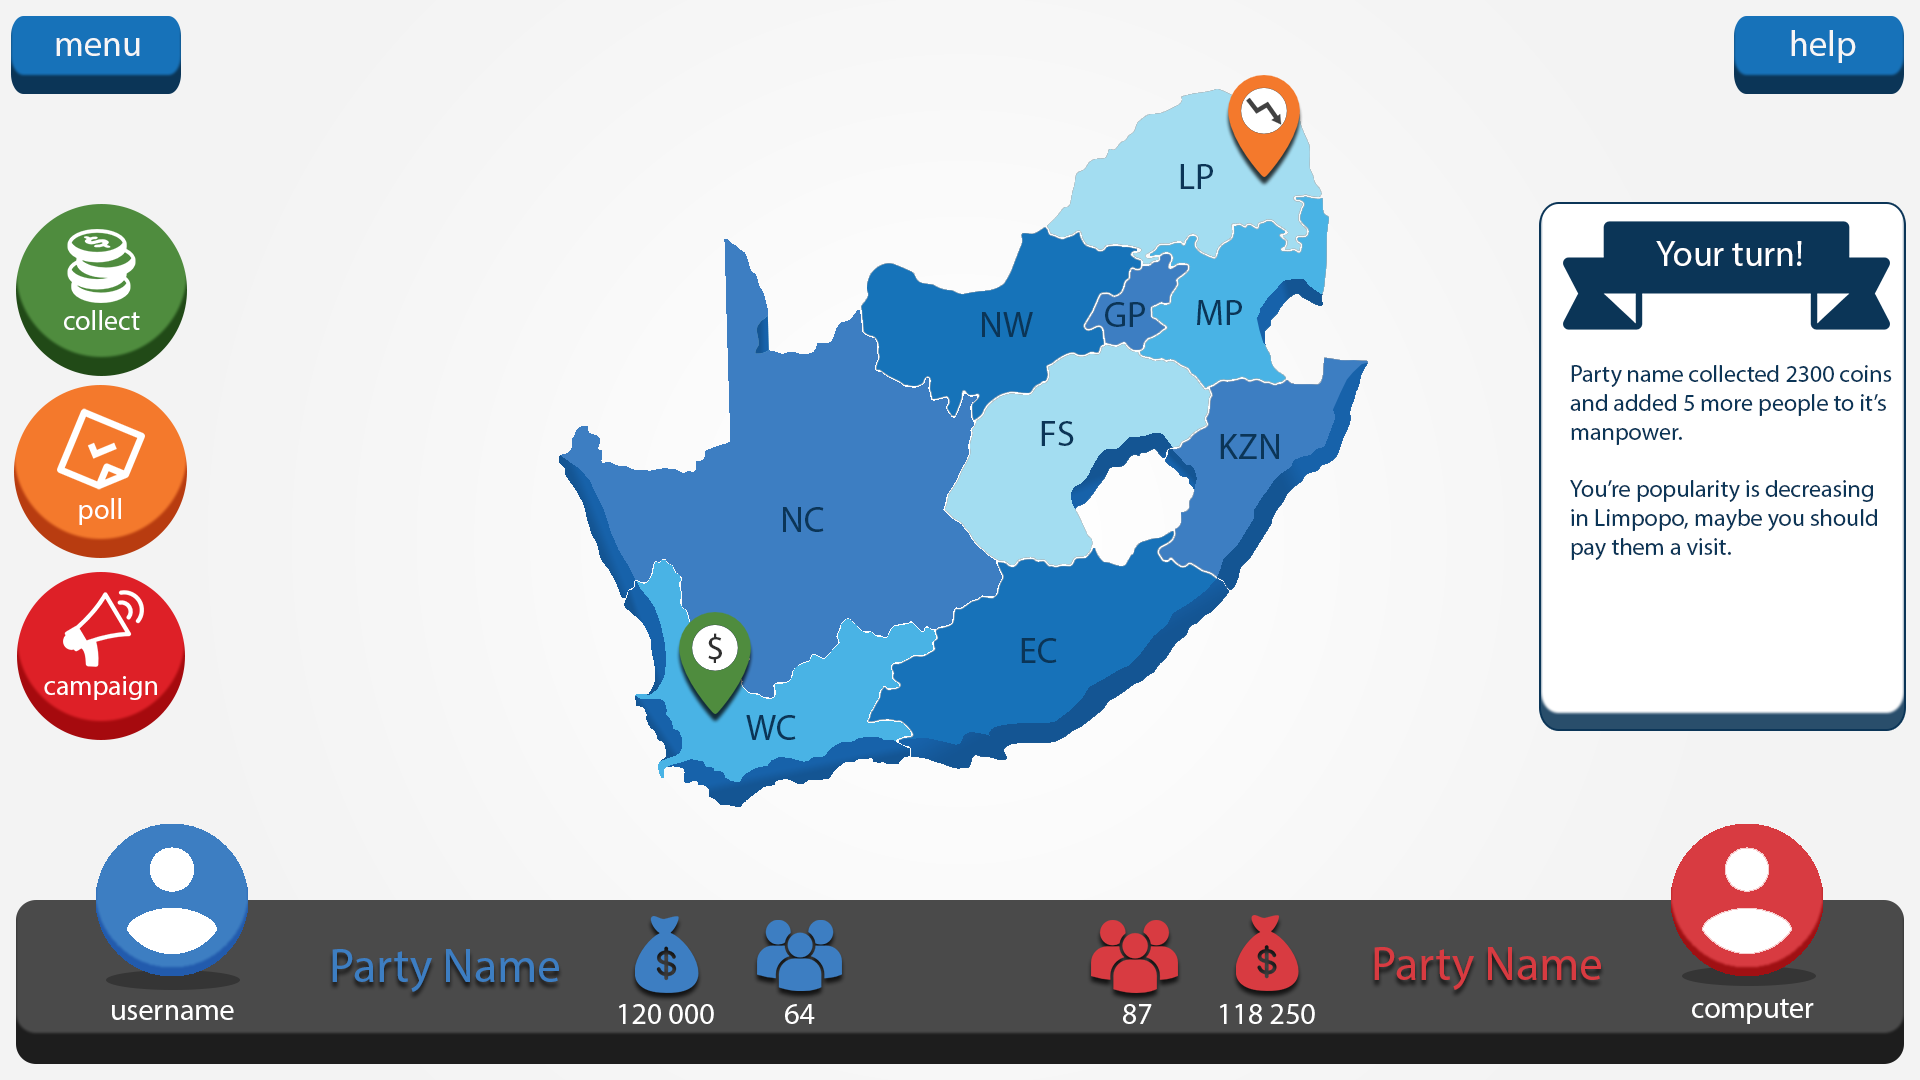 menu
help
collect
poll
campaign
LP
NW
GP
MP
FS
KZN
NC
EC
$
WC
Your turn!
Party name collected 2300 coins
and added 5 more people to it’s
manpower.
You’re popularity is decreasing
in Limpopo, maybe you should
pay them a visit.
username
Party Name
$
120 000
64
87
$
118 250
Party Name
computer